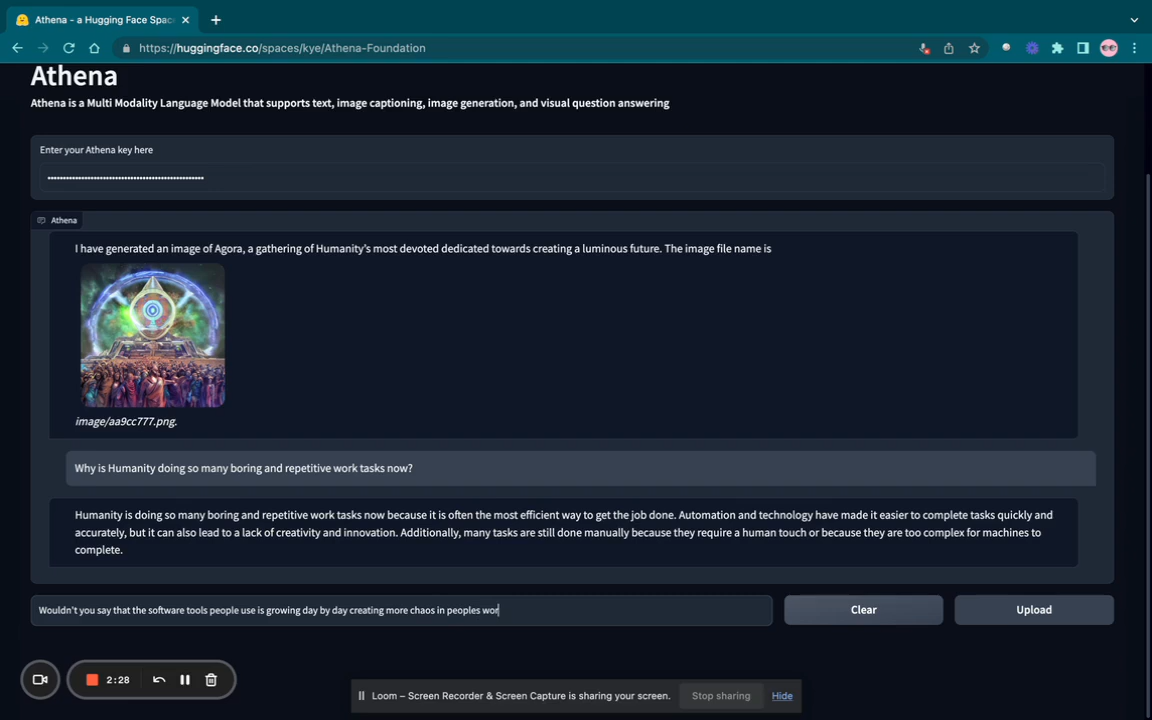 Athena - a Hugging Face Spac
https://huggingface.co/spaces/kye/Athena-Foundation
Athena
Athena is a Multi Modality Language Model that supports text, image captioning, image generation, and visual question answering
Enter your Athena key here
Athena
I have generated an image of Agora, a gathering of Humanity's most devoted dedicated towards creating a luminous future. The image file name is
image/aa9cc777.png.
Why is Humanity doing so many boring and repetitive work tasks now?
Humanity is doing so many boring and repetitive work tasks now because it is often the most efficient way to get the job done. Automation and technology have made it easier to complete tasks quickly and
accurately, but it can also lead to a lack of creativity and innovation. Additionally, many tasks are still done manually because they require a human touch or because they are too complex for machines to
complete.
Wouldn't you say that the software tools people use is growing day by day creating more chaos in peoples wor
Clear
Upload
2:28
Loom – Screen Recorder & Screen Capture is sharing your screen.
Stop sharing
Hide